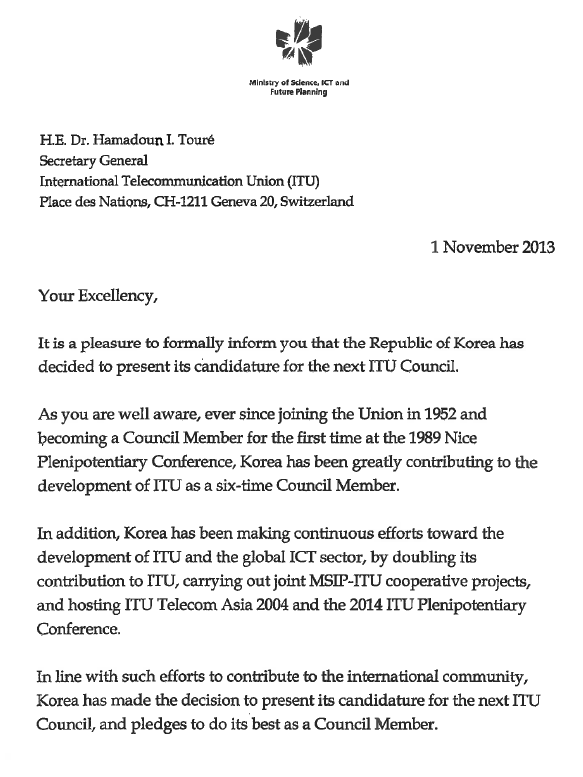 Ministry of Science, ICT and
Future Planning
H.E. Dr. Hamadoun I. Touré
Secretary General
International Telecommunication Union (ITU)
Place des Nations, CH-1211 Geneva 20, Switzerland
1 November 2013
Your Excellency,
It is a pleasure to formally inform you that the Republic of Korea has
decided to present its candidature for the next ITU Council.
As you are well aware, ever since joining the Union in 1952 and
becoming a Council Member for the first time at the 1989 Nice
Plenipotentiary Conference, Korea has been greatly contributing to the
development of ITU as a six-time Council Member.
In addition, Korea has been making continuous efforts toward the
development of ITU and the global ICT sector, by doubling its
contribution to ITU, carrying out joint MSIP-ITU cooperative projects,
and hosting ITU Telecom Asia 2004 and the 2014 ITU Plenipotentiary
Conference.
In line with such efforts to contribute to the international community,
Korea has made the decision to present its candidature for the next ITU
Council, and pledges to do its best as a Council Member.